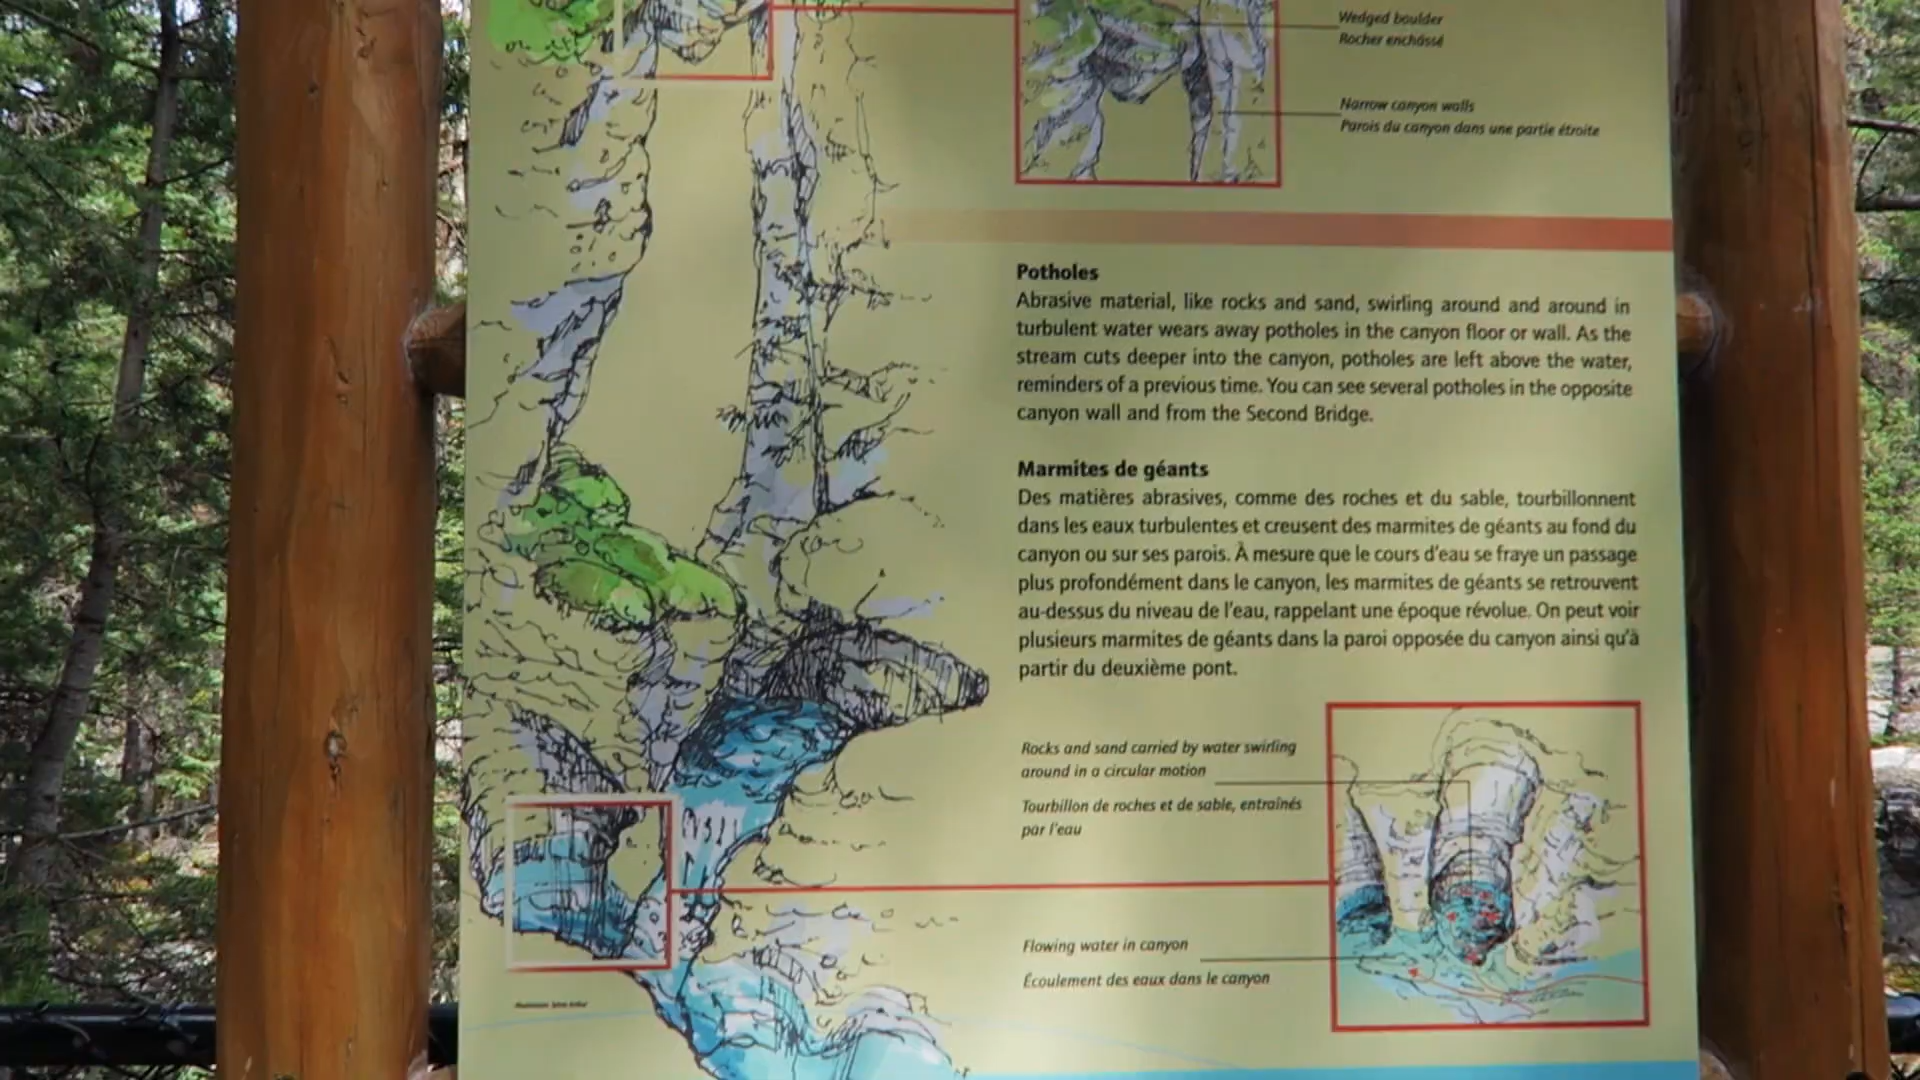 Wedged boulder
Rocher enchâssé
Narrow canyon walls
Parois du canyon dans une partie étroite
Potholes
Abrasive material, like rocks and sand, swirling around and around in
turbulent water wears away potholes in the canyon floor or wall. As the
stream cuts deeper into the canyon, potholes are left above the water,
reminders of a previous time. You can see several potholes in the opposite
canyon wall and from the Second Bridge.
Marmites de géants
Des matières abrasives, comme des roches et du sable, tourbillonnent
dans les eaux turbulentes et creusent des marmites de géants au fond du
canyon ou sur ses parois. À mesure que le cours d'eau se fraye un passage
plus profondément dans le canyon, les marmites de géants se retrouvent
au-dessus du niveau de l'eau, rappelant une époque révolue. On peut voir
plusieurs marmites de géants dans la paroi opposée du canyon ainsi qu'à
partir du deuxième pont.
Rocks and sand carried by water swirling
around in a circular motion
Tourbillon de roches et de sable, entraînés
par l'eau
Flowing water in canyon
Écoulement des eaux dans le canyon